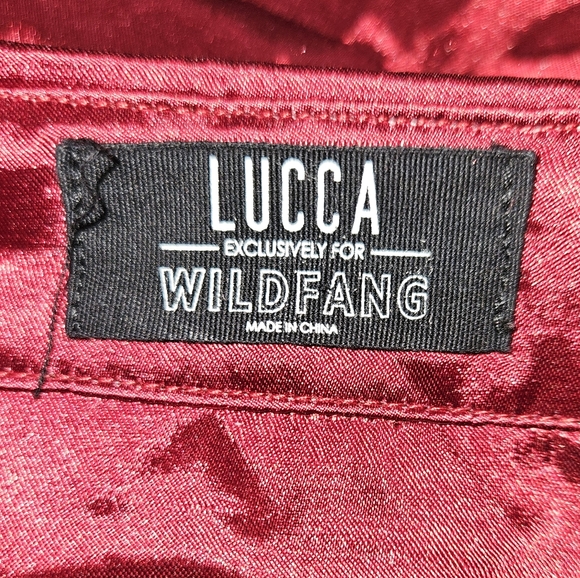 LUCCA
EXCLUSIVELY FOR
WILDFANG
MADE IN CHINA